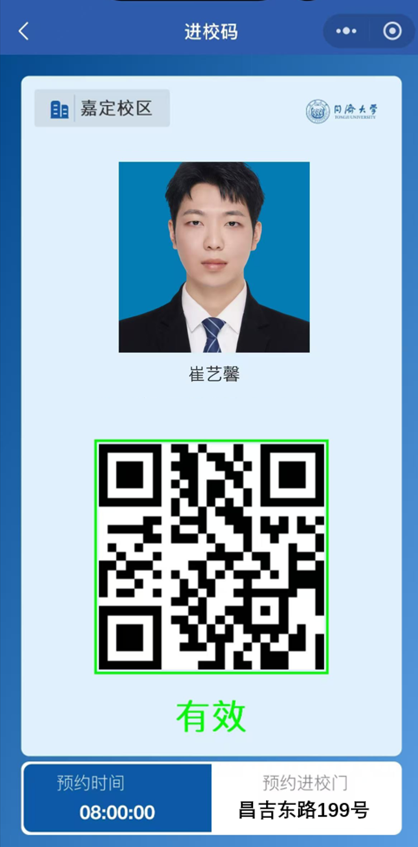 进校码
嘉定校区
同濟大学
TONGJI UNIVERSITY
崔艺馨
有效
预约时间
08:00:00
预约进校门
昌吉东路199号